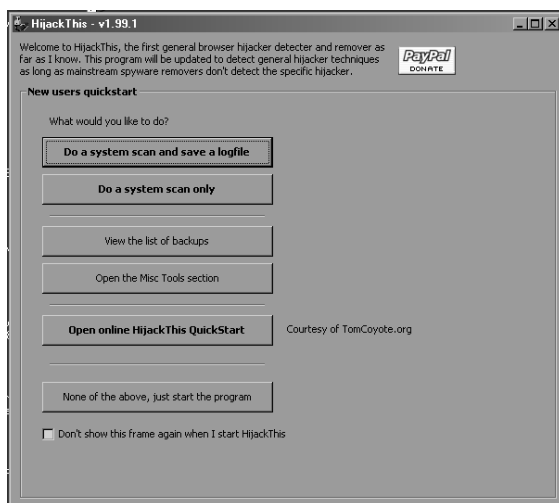 HijackThis - v1.99.1
Welcome to HijackThis, the first general browser hijacker detecter and remover as
far as I know. This program will be updated to detect general hijacker techniques
as long as mainstream spyware removers don't detect the specific hijacker.
PayPal
DONATE
New users quickstart
What would you like to do?
Do a system scan and save a logfile
Do a system scan only
View the list of backups
Open the Misc Tools section
Open online HijackThis QuickStart
Courtesy of TomCoyote.org
None of the above, just start the program
Don't show this frame again when I start HijackThis